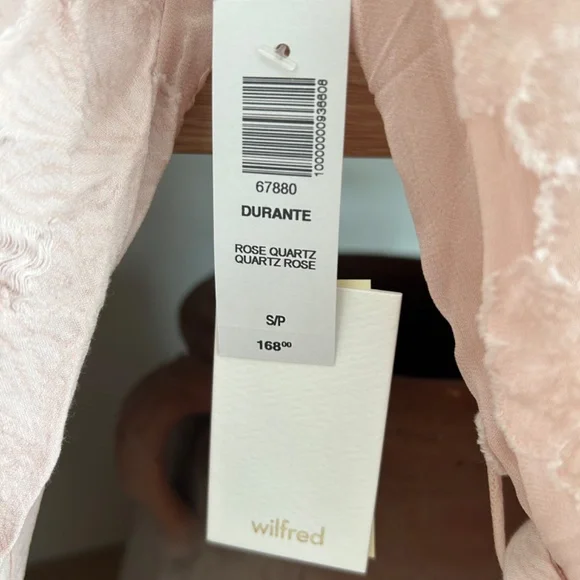 10000000936608
67880
DURANTE
ROSE QUARTZ
QUARTZ ROSE
S/P
168⁰⁰
wilfred